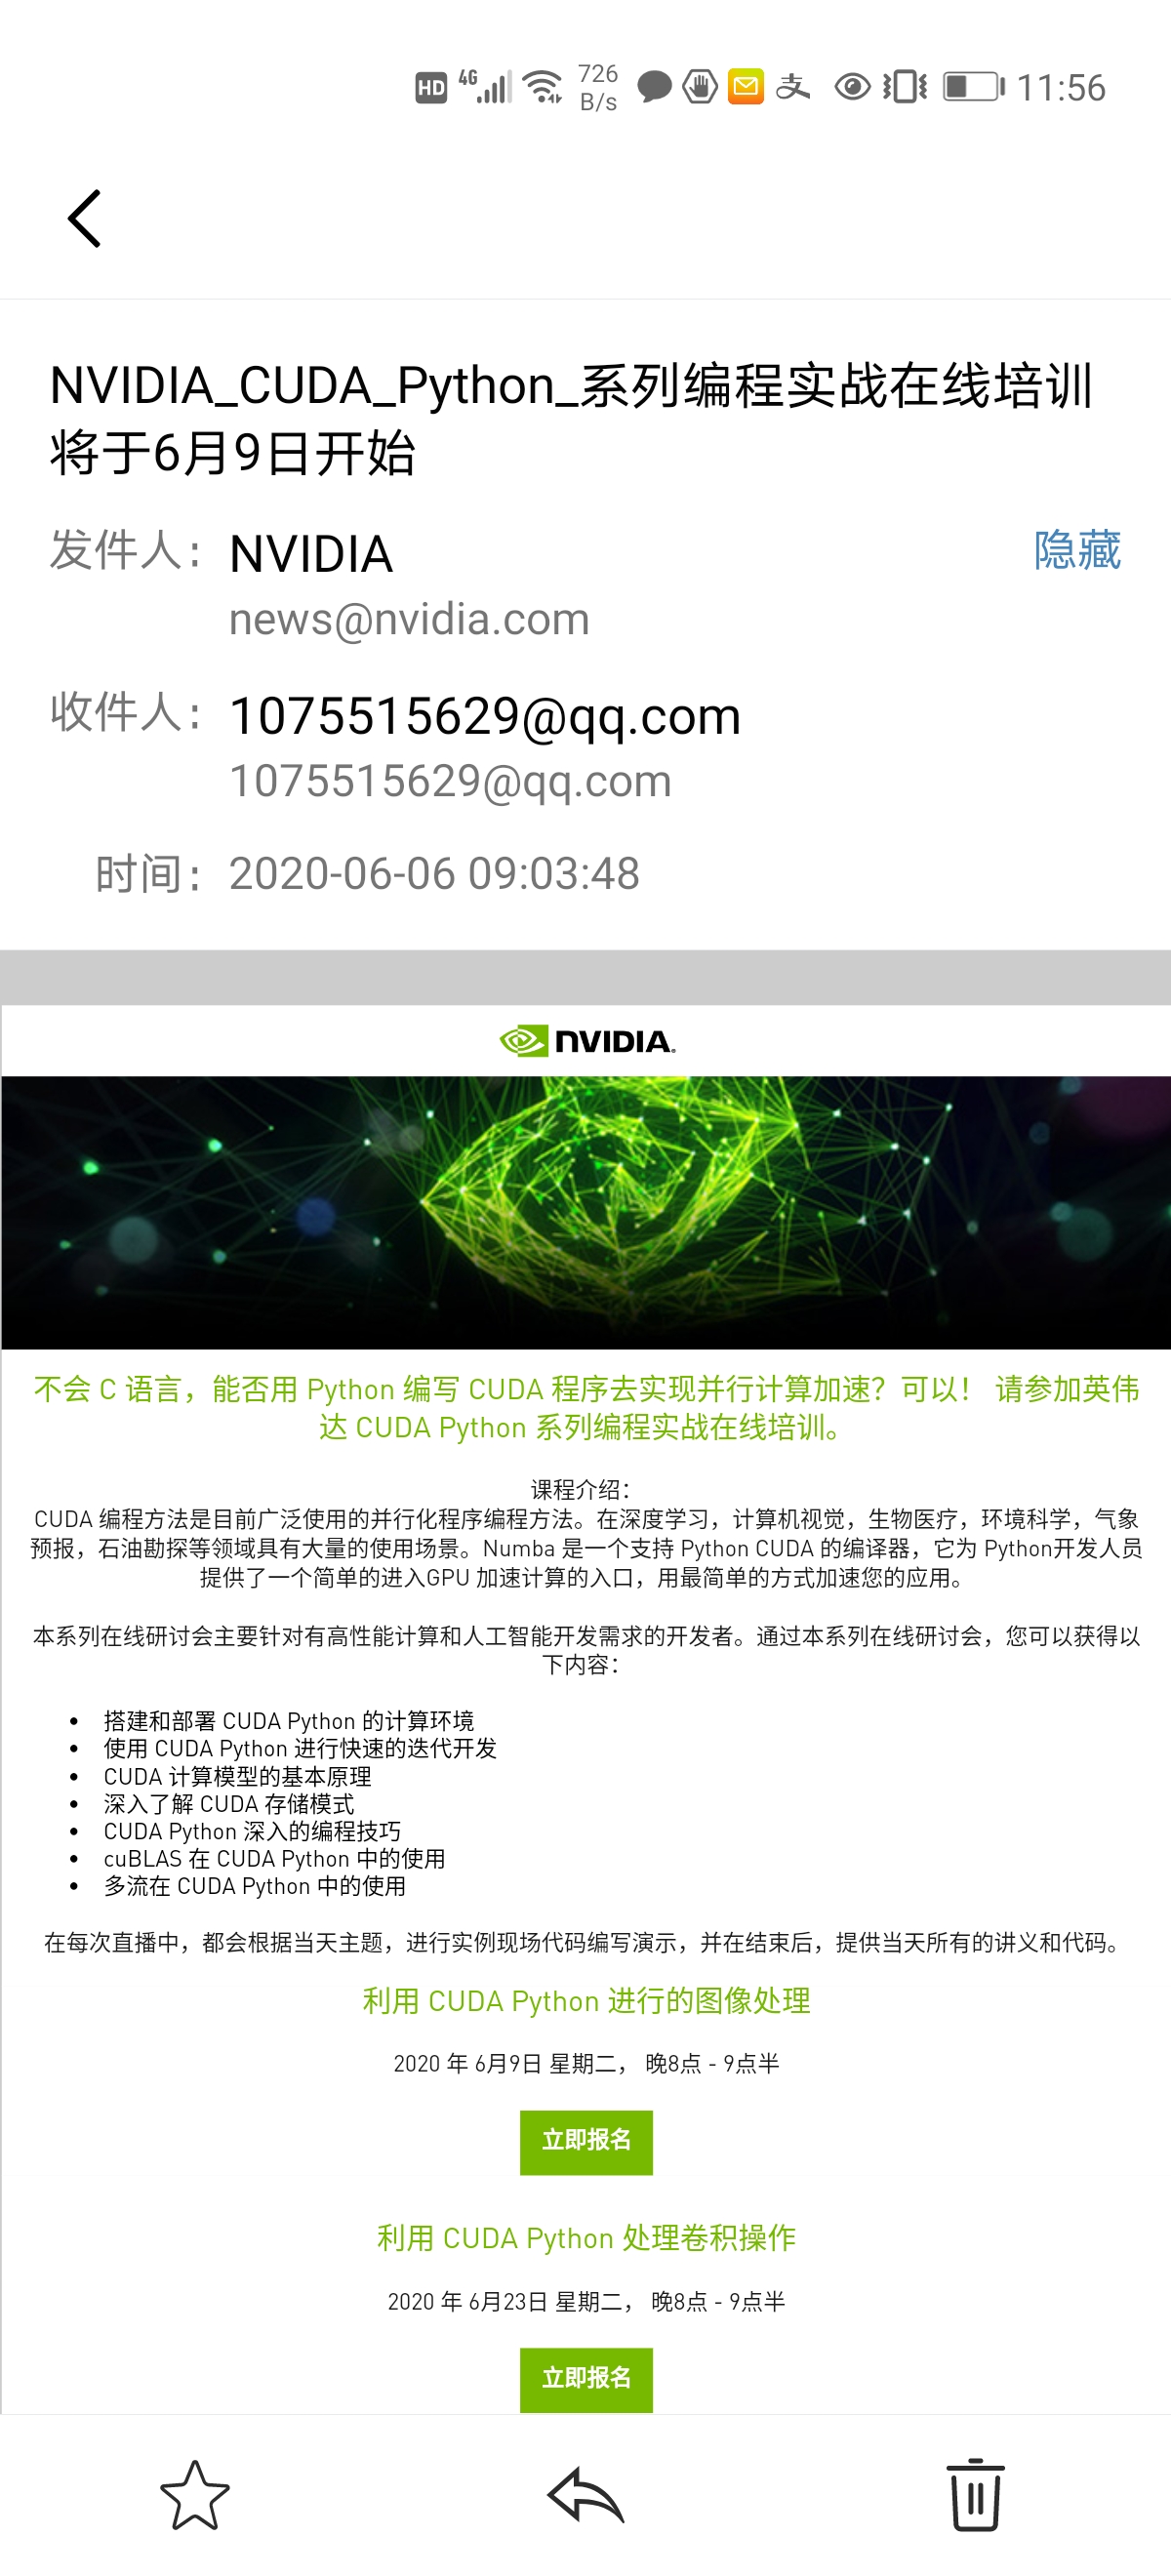 HD 4G 726 B/s 支 11:56
NVIDIA_CUDA_Python_系列编程实战在线培训
将于6月9日开始
发件人: NVIDIA 隐藏
news@nvidia.com
收件人: 1075515629@qq.com
1075515629@qq.com
时间: 2020-06-06 09:03:48
NVIDIA.
不会 C 语言，能否用 Python 编写 CUDA 程序去实现并行计算加速？可以！ 请参加英伟
达 CUDA Python 系列编程实战在线培训。
课程介绍：
CUDA 编程方法是目前广泛使用的并行化程序编程方法。在深度学习，计算机视觉，生物医疗，环境科学，气象
预报，石油勘探等领域具有大量的使用场景。Numba 是一个支持 Python CUDA 的编译器，它为 Python开发人员
提供了一个简单的进入GPU 加速计算的入口，用最简单的方式加速您的应用。
本系列在线研讨会主要针对有高性能计算和人工智能开发需求的开发者。通过本系列在线研讨会，您可以获得以
下内容：
• 搭建和部署 CUDA Python 的计算环境
• 使用 CUDA Python 进行快速的迭代开发
• CUDA 计算模型的基本原理
• 深入了解 CUDA 存储模式
• CUDA Python 深入的编程技巧
• cuBLAS 在 CUDA Python 中的使用
• 多流在 CUDA Python 中的使用
在每次直播中，都会根据当天主题，进行实例现场代码编写演示，并在结束后，提供当天所有的讲义和代码。
利用 CUDA Python 进行的图像处理
2020 年 6月9日 星期二， 晚8点 - 9点半
立即报名
利用 CUDA Python 处理卷积操作
2020 年 6月23日 星期二， 晚8点 - 9点半
立即报名